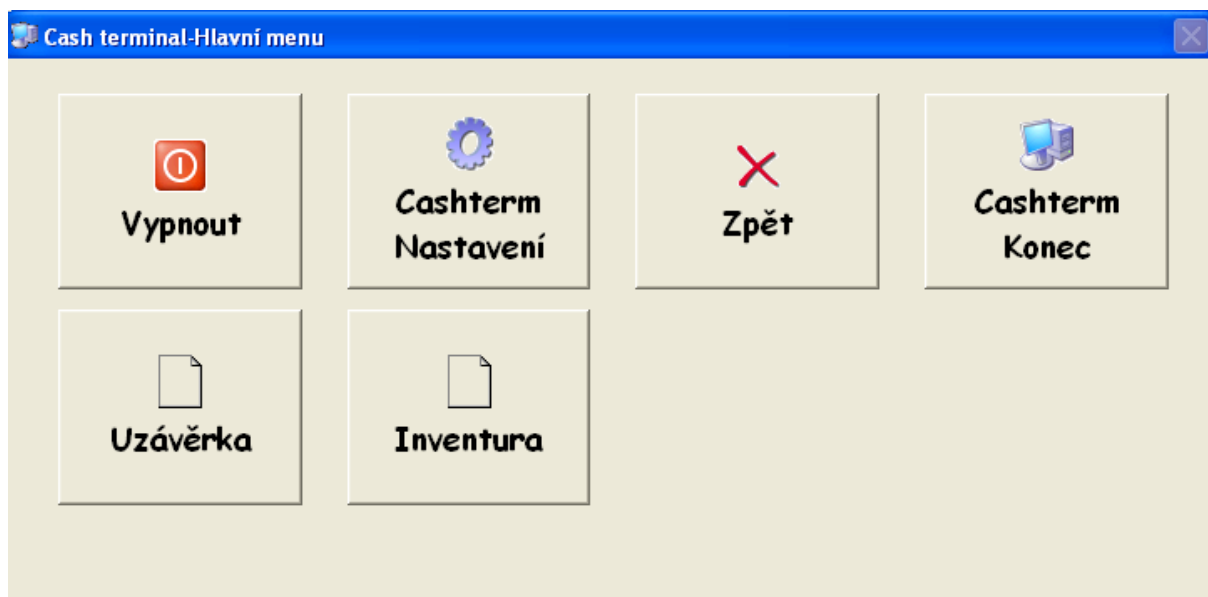 Cash terminal-Hlavní menu
Vypnout
Cashterm
Nastavení
Zpět
Cashterm
Konec
Uzávěrka
Inventura